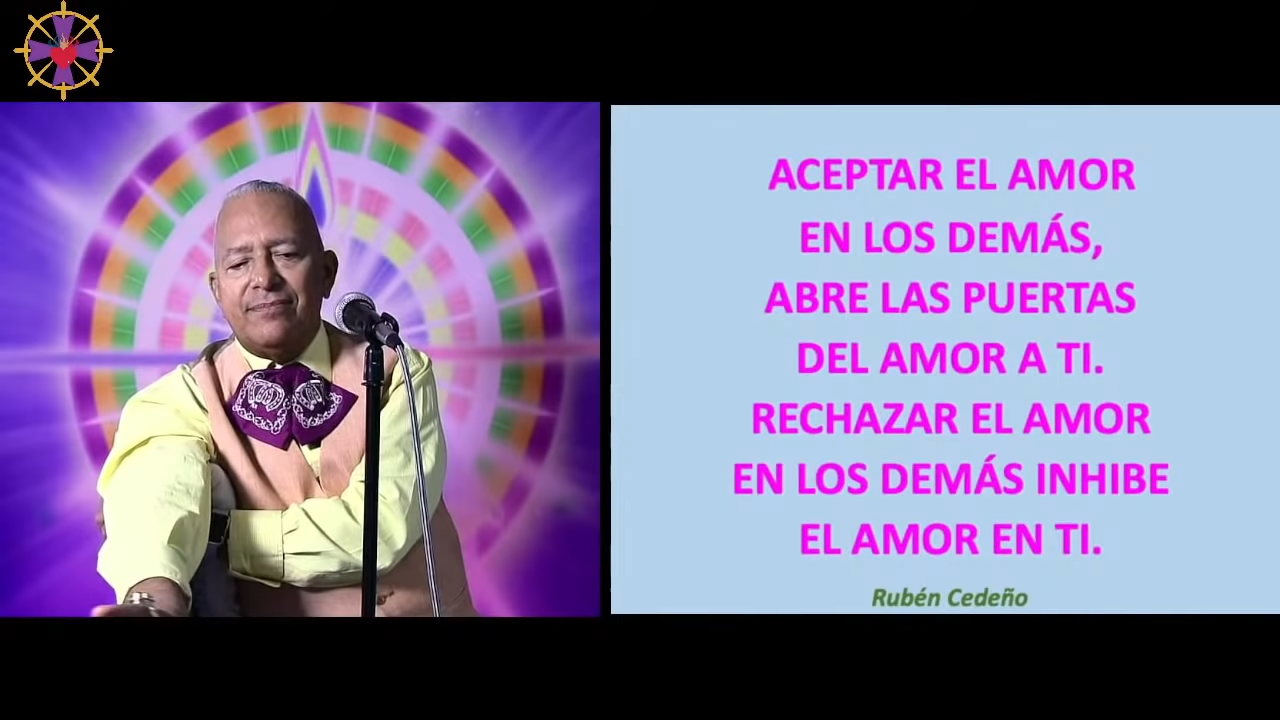 ACEPTAR EL AMOR
EN LOS DEMÁS,
ABRE LAS PUERTAS
DEL AMOR A TI.
RECHAZAR EL AMOR
EN LOS DEMÁS INHIBE
EL AMOR EN TI.
Rubén Cedeño